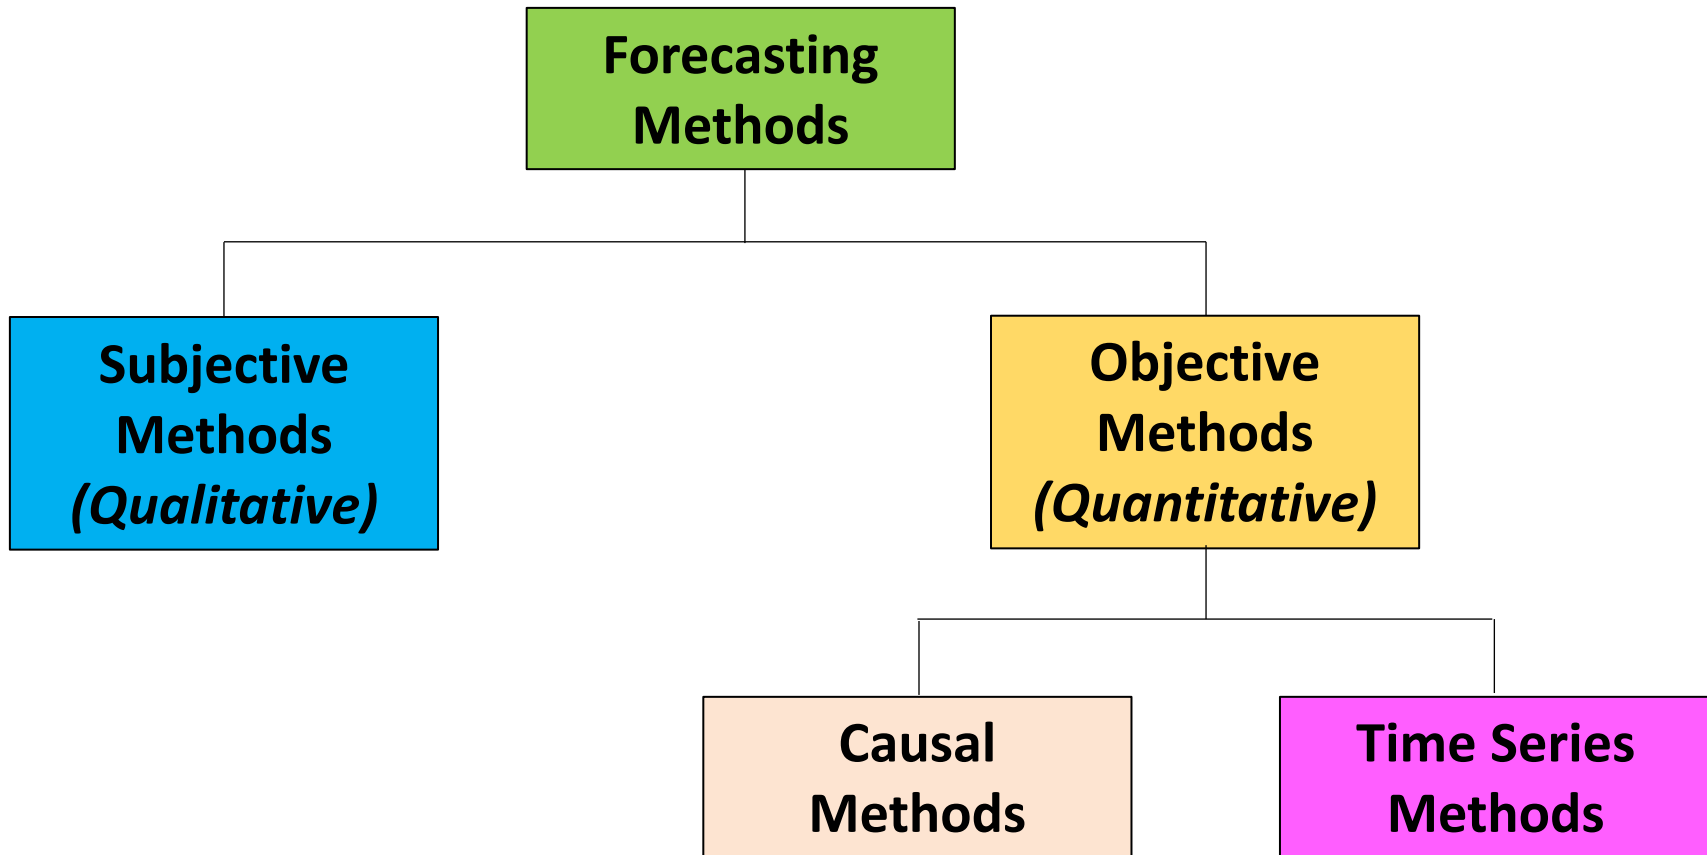 Forecasting
Methods
Subjective
Methods
(Qualitative)
Objective
Methods
(Quantitative)
Causal
Methods
Time Series
Methods